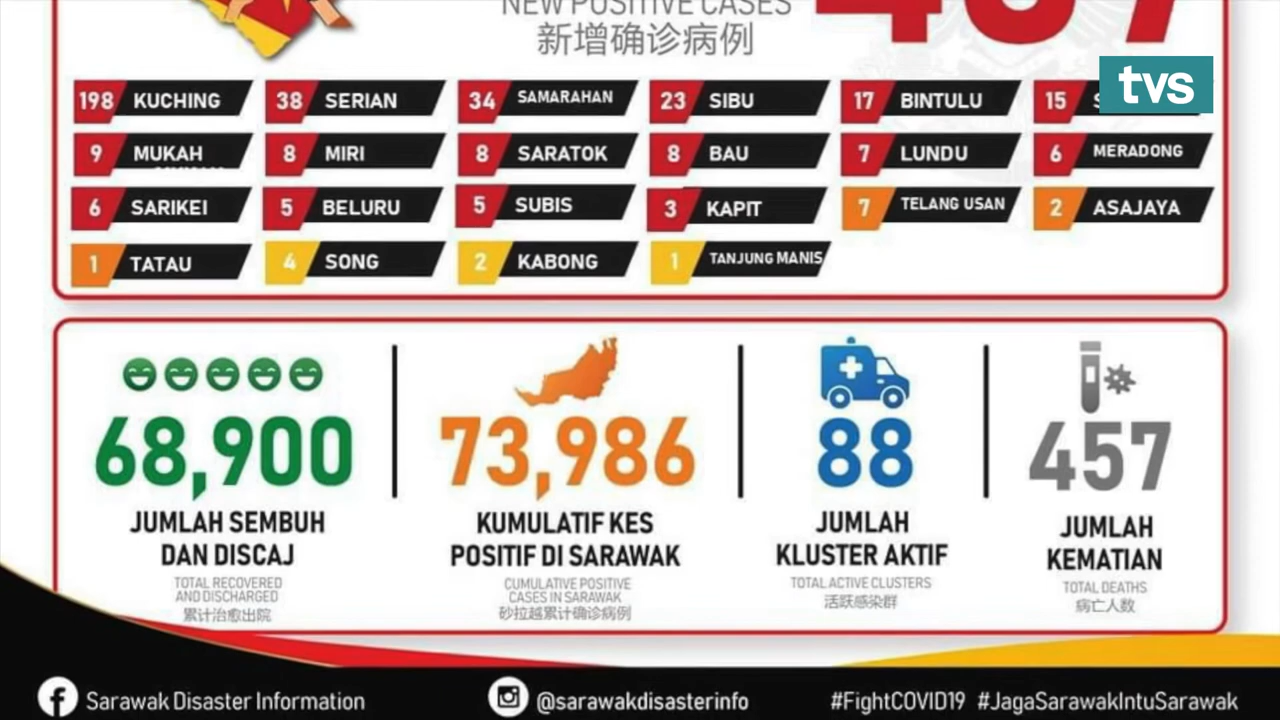 NEW POSITIVE CASES
新增确诊病例
198 KUCHING 38 SERIAN 34 SAMARAHAN 23 SIBU 17 BINTULU 15
tvs
9 MUKAH 8 MIRI 8 SARATOK 8 BAU 7 LUNDU 6 MERADONG
6 SARIKEI 5 BELURU 5 SUBIS 3 KAPIT 7 TELANG USAN 2 ASAJAYA
1 TATAU 4 SONG 2 KABONG 1 TANJUNG MANIS
68,900
JUMLAH SEMBUH
DAN DISCAJ
TOTAL RECOVERED
AND DISCHARGED
累计治愈出院
73,986
KUMULATIF KES
POSITIF DI SARAWAK
CUMULATIVE POSITIVE
CASES IN SARAWAK
砂拉越累计确诊病例
88
JUMLAH
KLUSTER AKTIF
TOTAL ACTIVE CLUSTERS
活跃感染群
457
JUMLAH
KEMATIAN
TOTAL DEATHS
病亡人数
Sarawak Disaster Information @sarawakdisasterinfo #FightCOVID19 #JagaSarawakIntuSarawak